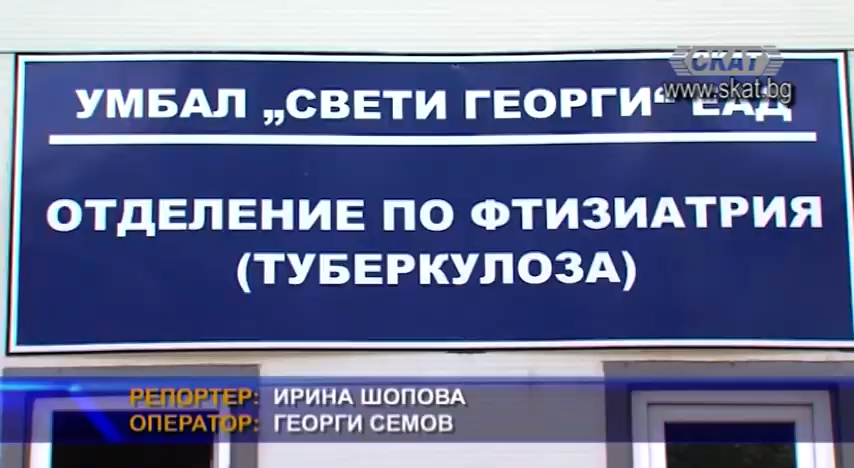 СКАТ
www.skat.bg
УМБАЛ „СВЕТИ ГЕОРГИ“ ЕАД
ОТДЕЛЕНИЕ ПО ФТИЗИАТРИЯ
(ТУБЕРКУЛОЗА)
РЕПОРТЕР: ИРИНА ШОПОВА
ОПЕРАТОР: ГЕОРГИ СЕМОВ